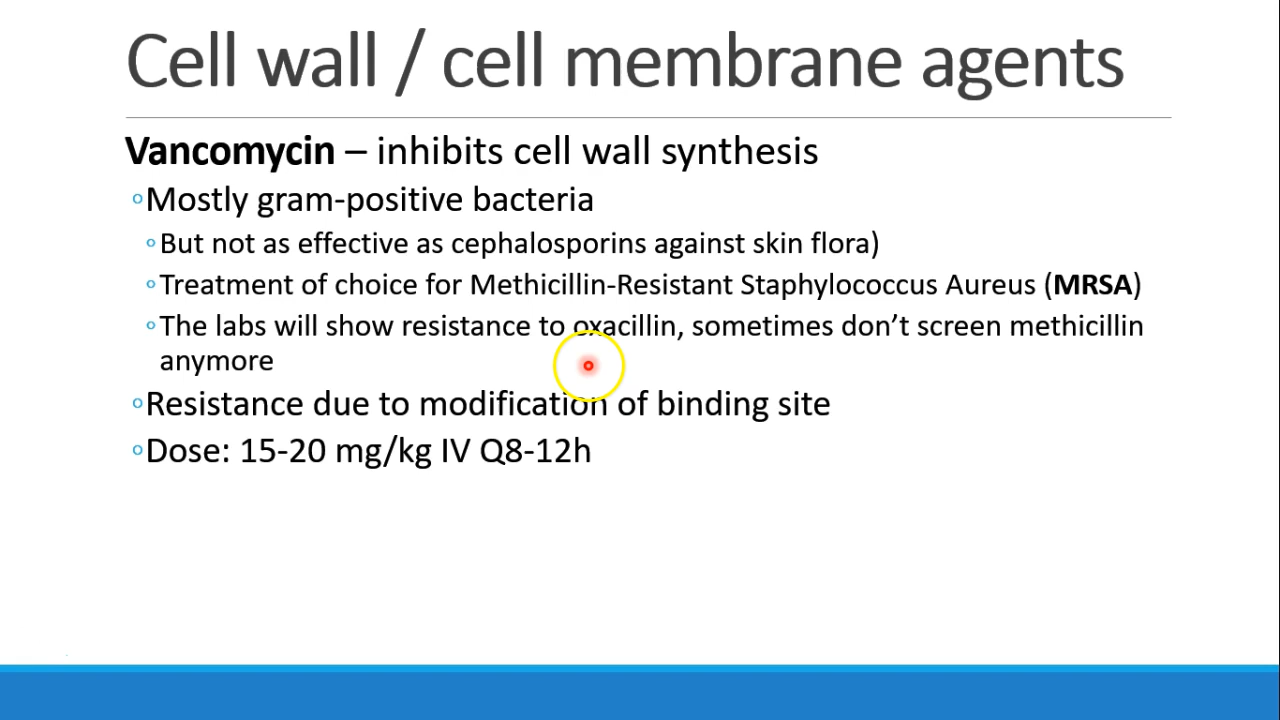 Cell wall / cell membrane agents
Vancomycin – inhibits cell wall synthesis
Mostly gram-positive bacteria
But not as effective as cephalosporins against skin flora)
Treatment of choice for Methicillin-Resistant Staphylococcus Aureus (MRSA)
The labs will show resistance to oxacillin, sometimes don’t screen methicillin
anymore
Resistance due to modification of binding site
Dose: 15-20 mg/kg IV Q8-12h